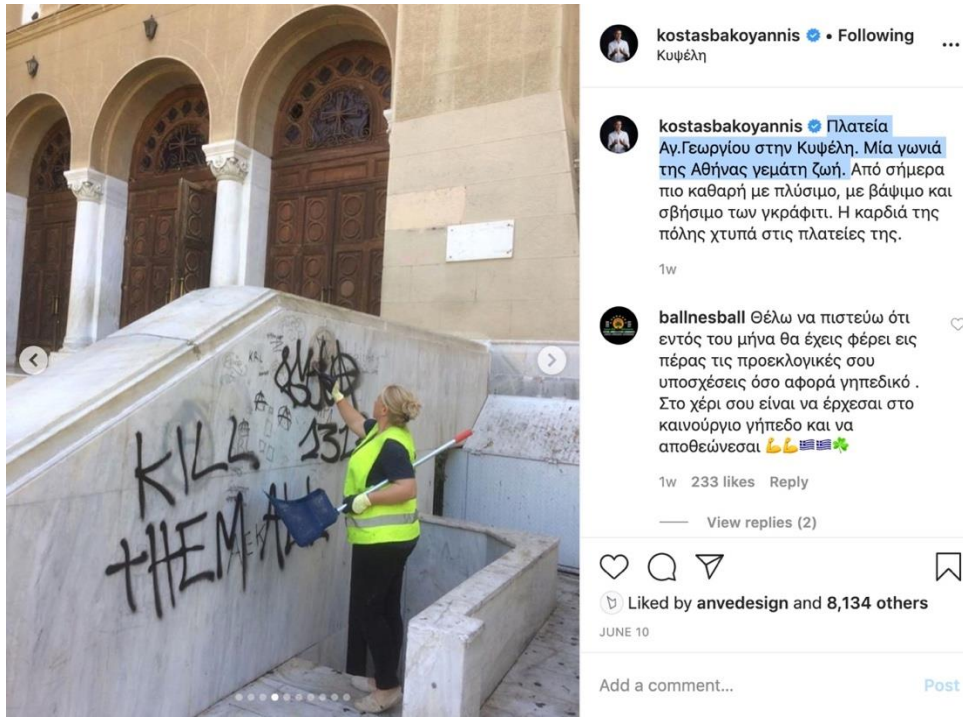 KILL
THEM ALL
131
AEK
KRL
kostasbakoyannis • Following
Κυψέλη
kostasbakoyannis Πλατεία
Αγ.Γεωργίου στην Κυψέλη. Μία γωνιά
της Αθήνας γεμάτη ζωή. Από σήμερα
πιο καθαρή με πλύσιμο, με βάψιμο και
σβήσιμο των γκράφιτι. Η καρδιά της
πόλης χτυπά στις πλατείες της.
1w
ballnesball Θέλω να πιστεύω ότι
εντός του μήνα θα έχεις φέρει εις
πέρας τις προεκλογικές σου
υποσχέσεις όσο αφορά γηπεδικό .
Στο χέρι σου είναι να έρχεσαι στο
καινούργιο γήπεδο και να
αποθεώνεσαι 💪💪🇬🇷🇬🇷☘️
1w 233 likes Reply
View replies (2)
Liked by anvedesign and 8,134 others
JUNE 10
Add a comment... Post